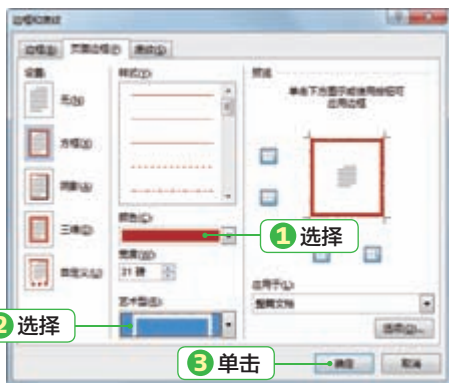 边框和底纹
边框(B) 页面边框(P) 底纹(S)
设置:
无(N)
方框(X)
阴影(A)
三维(D)
自定义(U)
样式(Y):
颜色(C):
宽度(W):
31 磅
艺术型(R):
预览
单击下方图示或使用按钮可
应用边框
应用于(L):
整篇文档
选项(O)...
确定
取消
1 选择
2 选择
3 单击